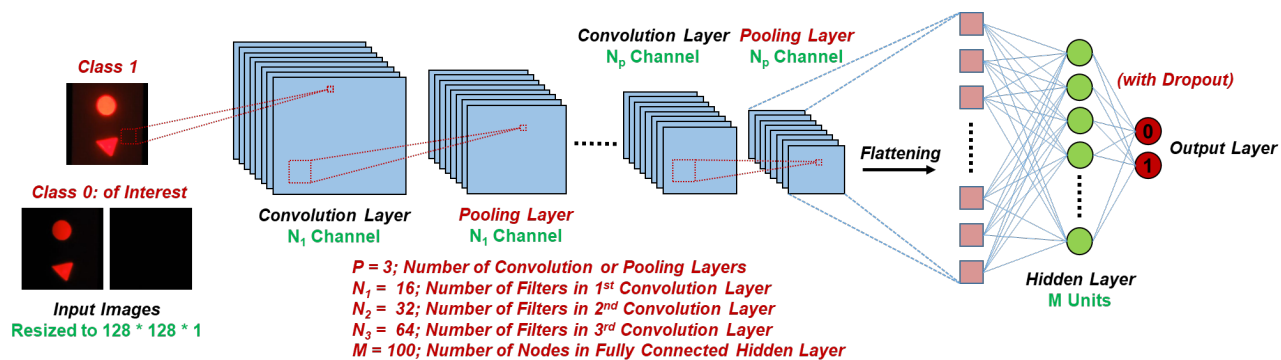 Class 1
Class 0: of Interest
Input Images
Resized to 128 * 128 * 1
Convolution Layer
N₁ Channel
Pooling Layer
N₁ Channel
Convolution Layer
Nₚ Channel
Pooling Layer
Nₚ Channel
Flattening
(with Dropout)
0
1
Output Layer
Hidden Layer
M Units
P = 3; Number of Convolution or Pooling Layers
N₁ = 16; Number of Filters in 1ˢᵗ Convolution Layer
N₂ = 32; Number of Filters in 2ⁿᵈ Convolution Layer
N₃ = 64; Number of Filters in 3ʳᵈ Convolution Layer
M = 100; Number of Nodes in Fully Connected Hidden Layer